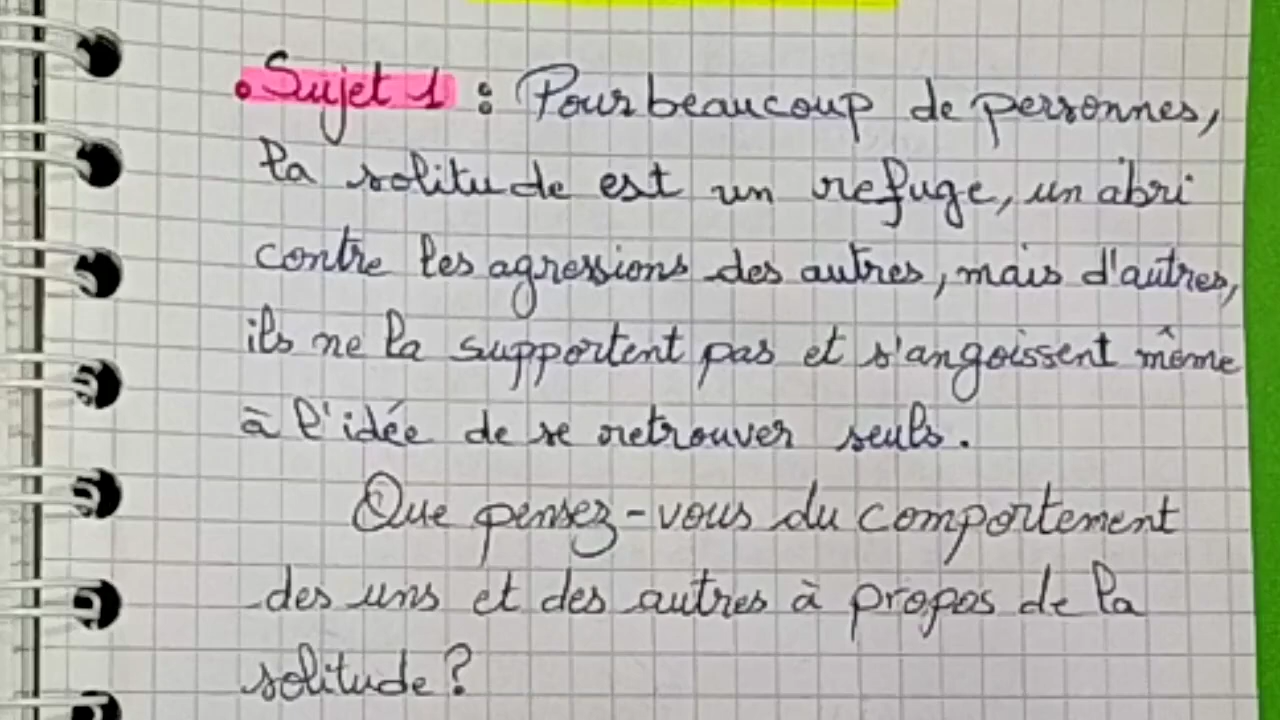 • Sujet 1 : Pour beaucoup de personnes,
la solitude est un refuge, un abri
contre les agressions des autres, mais d'autres,
ils ne la supportent pas et s'angoissent même
à l'idée de se retrouver seuls.
Que pensez-vous du comportement
des uns et des autres à propos de la
solitude ?